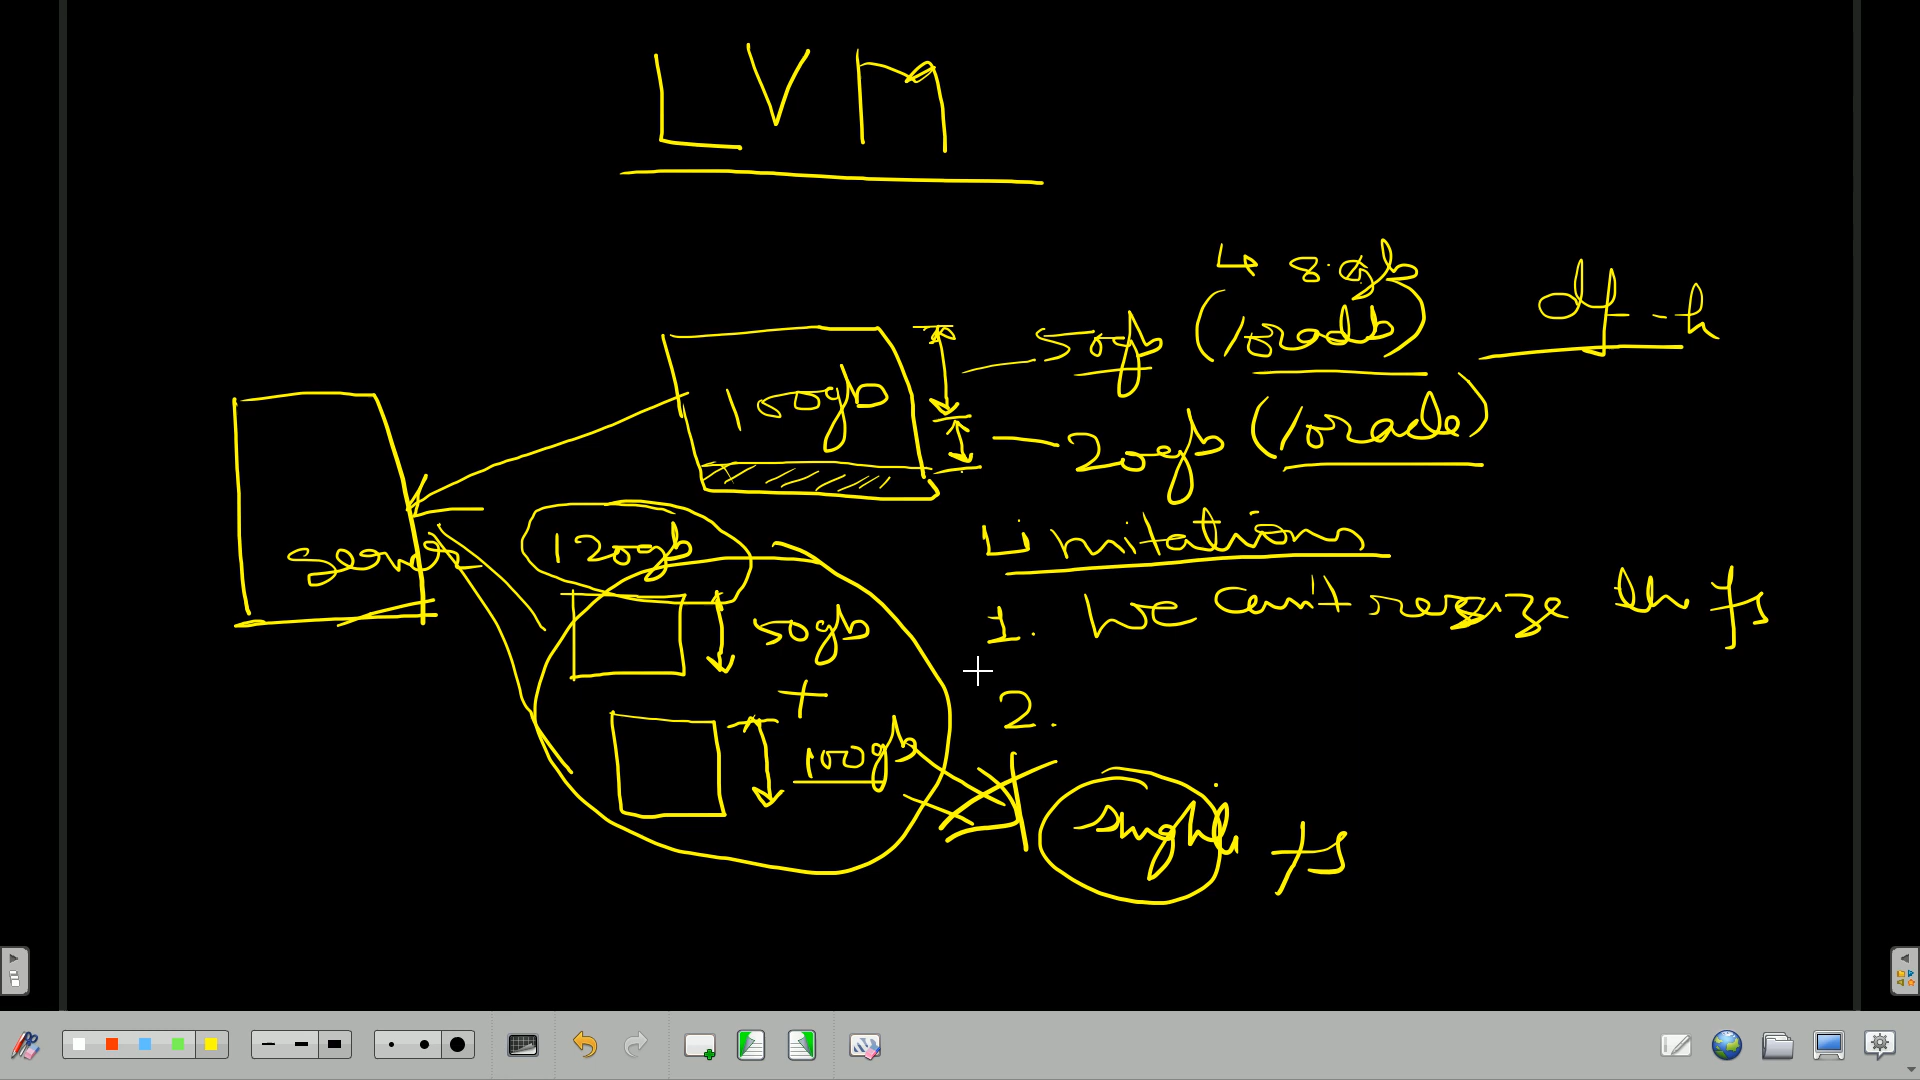 LVM
↳ 8.0gb
50gb (/oradb) df -h
150gb
20gb (/oracle)
Server
120gb
Limitations
1. We can't resize the fs
50gb
+
2.
100gb
single fs